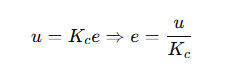 u = K_c e ⇒ e = u/K_c